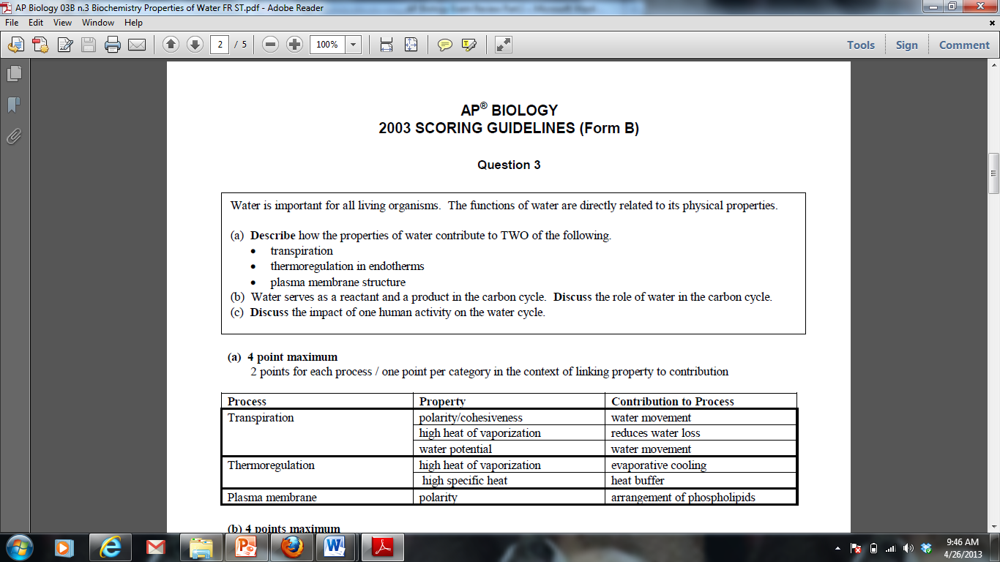 AP Biology 03B n.3 Biochemistry Properties of Water FR ST.pdf - Adobe Reader
File Edit View Window Help
2 / 5 100% Tools Sign Comment
AP® BIOLOGY
2003 SCORING GUIDELINES (Form B)
Question 3
Water is important for all living organisms. The functions of water are directly related to its physical properties.
(a) Describe how the properties of water contribute to TWO of the following.
• transpiration
• thermoregulation in endotherms
• plasma membrane structure
(b) Water serves as a reactant and a product in the carbon cycle. Discuss the role of water in the carbon cycle.
(c) Discuss the impact of one human activity on the water cycle.
(a) 4 point maximum
2 points for each process / one point per category in the context of linking property to contribution
Process Property Contribution to Process
Transpiration polarity/cohesiveness water movement
high heat of vaporization reduces water loss
water potential water movement
Thermoregulation high heat of vaporization evaporative cooling
high specific heat heat buffer
Plasma membrane polarity arrangement of phospholipids
(b) 4 points maximum
9:46 AM
4/26/2013